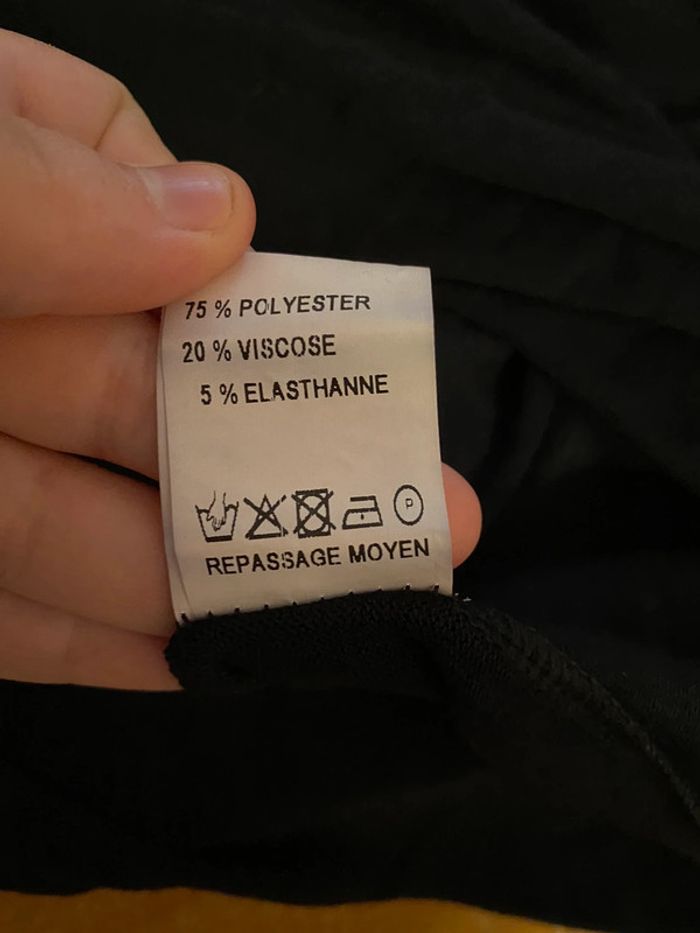 75 % POLYESTER
20 % VISCOSE
5 % ELASTHANNE
P
REPASSAGE MOYEN